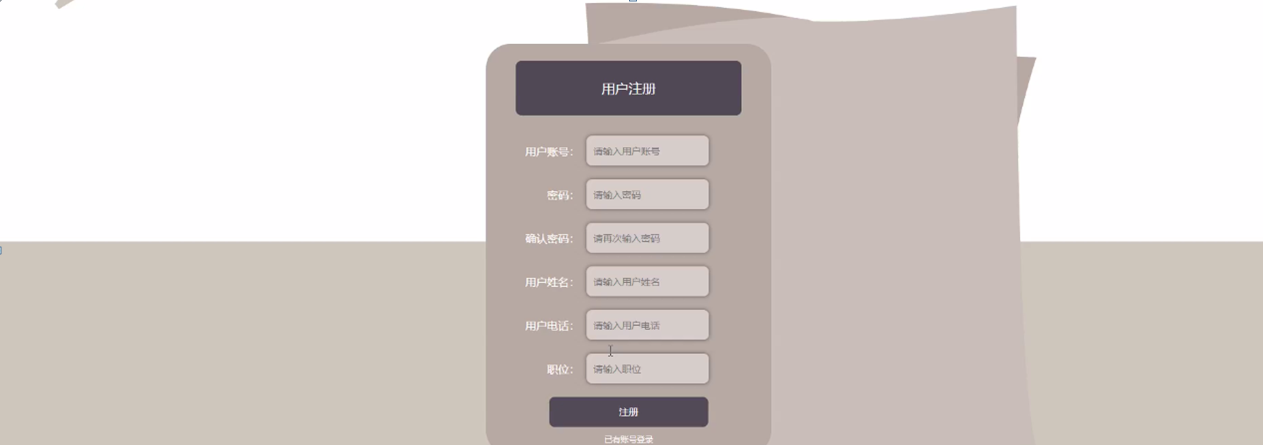 用户注册
用户账号： 请输入用户账号
密码： 请输入密码
确认密码： 请再次输入密码
用户姓名： 请输入用户姓名
用户电话： 请输入用户电话
职位： 请输入职位
注册
已有账号登录